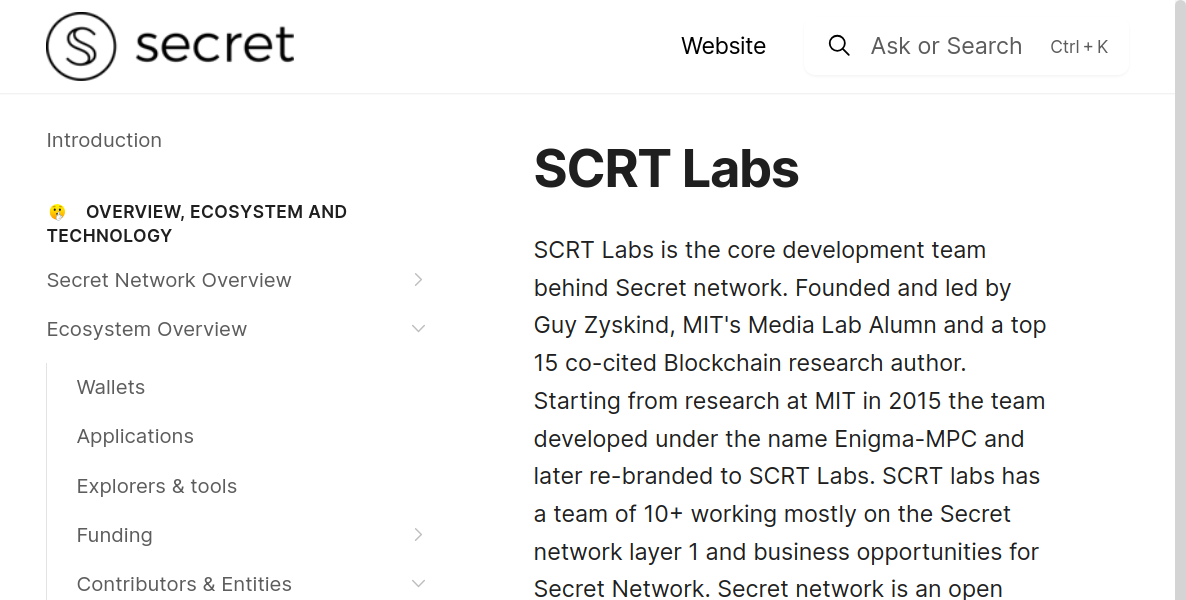 secret
Website
Ask or Search
Ctrl + K
Introduction
OVERVIEW, ECOSYSTEM AND
TECHNOLOGY
Secret Network Overview
Ecosystem Overview
Wallets
Applications
Explorers & tools
Funding
Contributors & Entities
SCRT Labs
SCRT Labs is the core development team
behind Secret network. Founded and led by
Guy Zyskind, MIT's Media Lab Alumn and a top
15 co-cited Blockchain research author.
Starting from research at MIT in 2015 the team
developed under the name Enigma-MPC and
later re-branded to SCRT Labs. SCRT labs has
a team of 10+ working mostly on the Secret
network layer 1 and business opportunities for
Secret Network. Secret network is an open